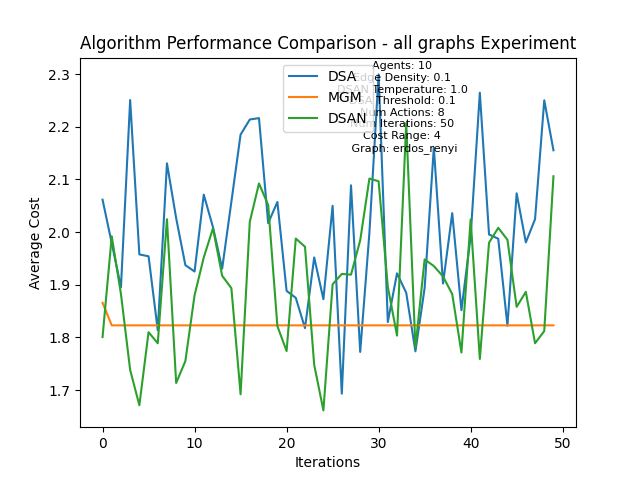 Algorithm Performance Comparison - all graphs Experiment
Average Cost
2.3
2.2
2.1
2.0
1.9
1.8
1.7
DSA
MGM
DSAN
Agents: 10
Edge Density: 0.1
DSAN Temperature: 1.0
Threshold: 0.1
Num Actions: 8
Num Iterations: 50
Cost Range: 4
Graph: erdos_renyi
0
10
20
30
40
50
Iterations